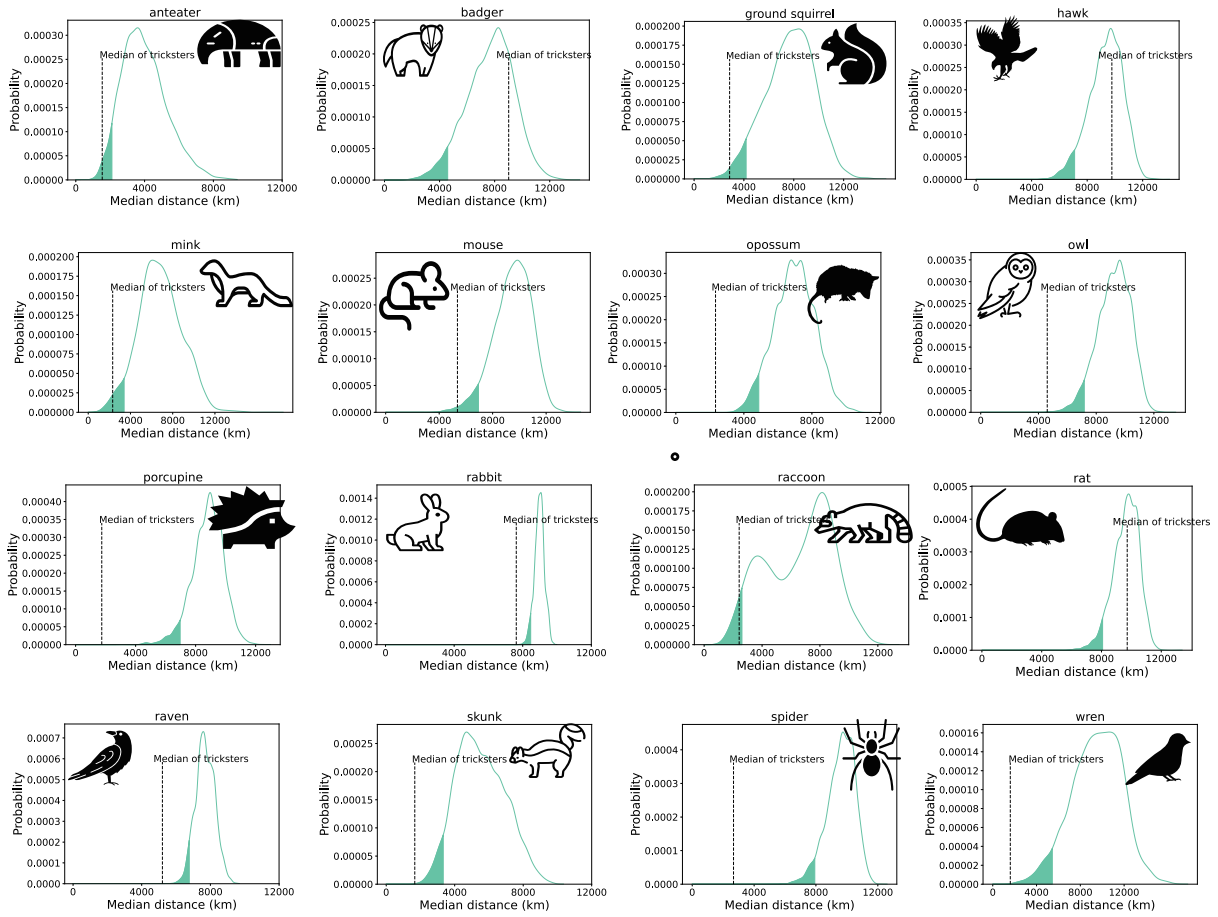 anteater
Probability
0.00030
0.00025
0.00020
0.00015
0.00010
0.00005
0.00000
Median of tricksters
0 4000 8000 12000
Median distance (km)
badger
Probability
0.00025
0.00020
0.00015
0.00010
0.00005
0.00000
Median of tricksters
0 4000 8000 12000
Median distance (km)
ground squirrel
Probability
0.000200
0.000175
0.000150
0.000125
0.000100
0.000075
0.000050
0.000025
0.000000
Median of tricksters
0 4000 8000 12000
Median distance (km)
hawk
Probability
0.00035
0.00030
0.00025
0.00020
0.00015
0.00010
0.00005
0.00000
Median of tricksters
0 4000 8000 12000
Median distance (km)
mink
Probability
0.000200
0.000175
0.000150
0.000125
0.000100
0.000075
0.000050
0.000025
0.000000
Median of tricksters
0 4000 8000 12000
Median distance (km)
mouse
Probability
0.00025
0.00020
0.00015
0.00010
0.00005
0.00000
Median of tricksters
0 4000 8000 12000
Median distance (km)
opossum
Probability
0.00030
0.00025
0.00020
0.00015
0.00010
0.00005
0.00000
Median of tricksters
0 4000 8000 12000
Median distance (km)
owl
Probability
0.00035
0.00030
0.00025
0.00020
0.00015
0.00010
0.00005
0.00000
Median of tricksters
0 4000 8000 12000
Median distance (km)
porcupine
Probability
0.00040
0.00035
0.00030
0.00025
0.00020
0.00015
0.00010
0.00005
0.00000
Median of tricksters
0 4000 8000 12000
Median distance (km)
rabbit
Probability
0.0014
0.0012
0.0010
0.0008
0.0006
0.0004
0.0002
0.0000
Median of tricksters
0 4000 8000 12000
Median distance (km)
raccoon
Probability
0.000200
0.000175
0.000150
0.000125
0.000100
0.000075
0.000050
0.000025
0.000000
Median of tricksters
0 4000 8000 12000
Median distance (km)
rat
Probability
0.0005
0.0004
0.0003
0.0002
0.0001
0.0000
Median of tricksters
0 4000 8000 12000
Median distance (km)
raven
Probability
0.0007
0.0006
0.0005
0.0004
0.0003
0.0002
0.0001
0.0000
Median of tricksters
0 4000 8000 12000
Median distance (km)
skunk
Probability
0.00025
0.00020
0.00015
0.00010
0.00005
0.00000
Median of tricksters
0 4000 8000 12000
Median distance (km)
spider
Probability
0.0004
0.0003
0.0002
0.0001
0.0000
Median of tricksters
0 4000 8000 12000
Median distance (km)
wren
Probability
0.00016
0.00014
0.00012
0.00010
0.00008
0.00006
0.00004
0.00002
0.00000
Median of tricksters
0 4000 8000 12000
Median distance (km)